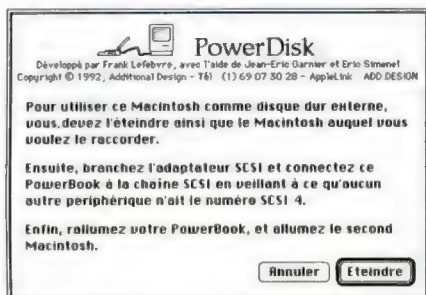 PowerDisk
Développé par Frank Lefebvre, avec l'aide de Jean-Eric Garnier et Eric Simenet
Copyright © 1992, Additional Design - Tél (1) 69 07 30 28 - AppleLink ADD.DESIGN
Pour utiliser ce Macintosh comme disque dur externe,
vous devez l'éteindre ainsi que le Macintosh auquel vous
voulez le raccorder.
Ensuite, branchez l'adaptateur SCSI et connectez ce
PowerBook à la chaîne SCSI en veillant à ce qu'aucun
autre periphérique n'ait le numéro SCSI 4.
Enfin, rallumez votre PowerBook, et allumez le second
Macintosh.
Annuler Eteindre